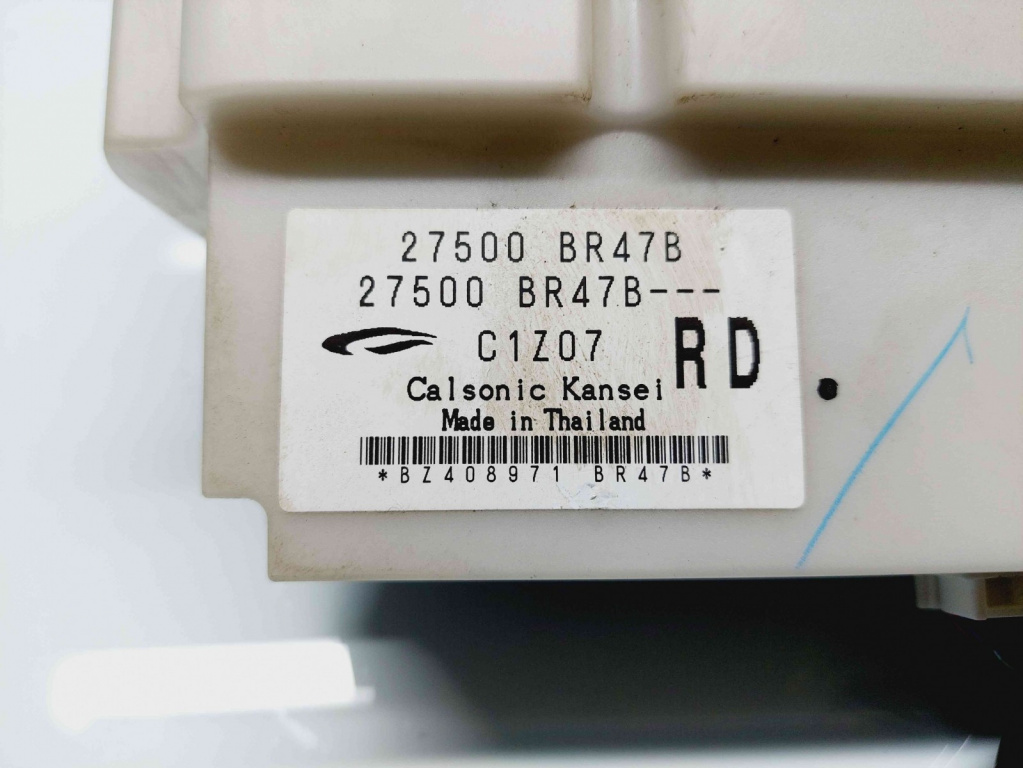 27500 BR47B
27500 BR47B---
C1Z07 RD
Calsonic Kansei
Made in Thailand
*BZ408971 BR47B*